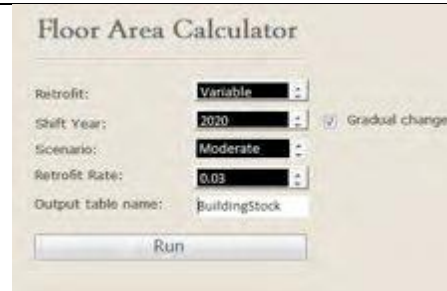 Floor Area Calculator
Retrofit: Variable
Shift Year: 2020 Gradual change
Scenario: Moderate
Retrofit Rate: 0.03
Output table name: BuildingStock
Run